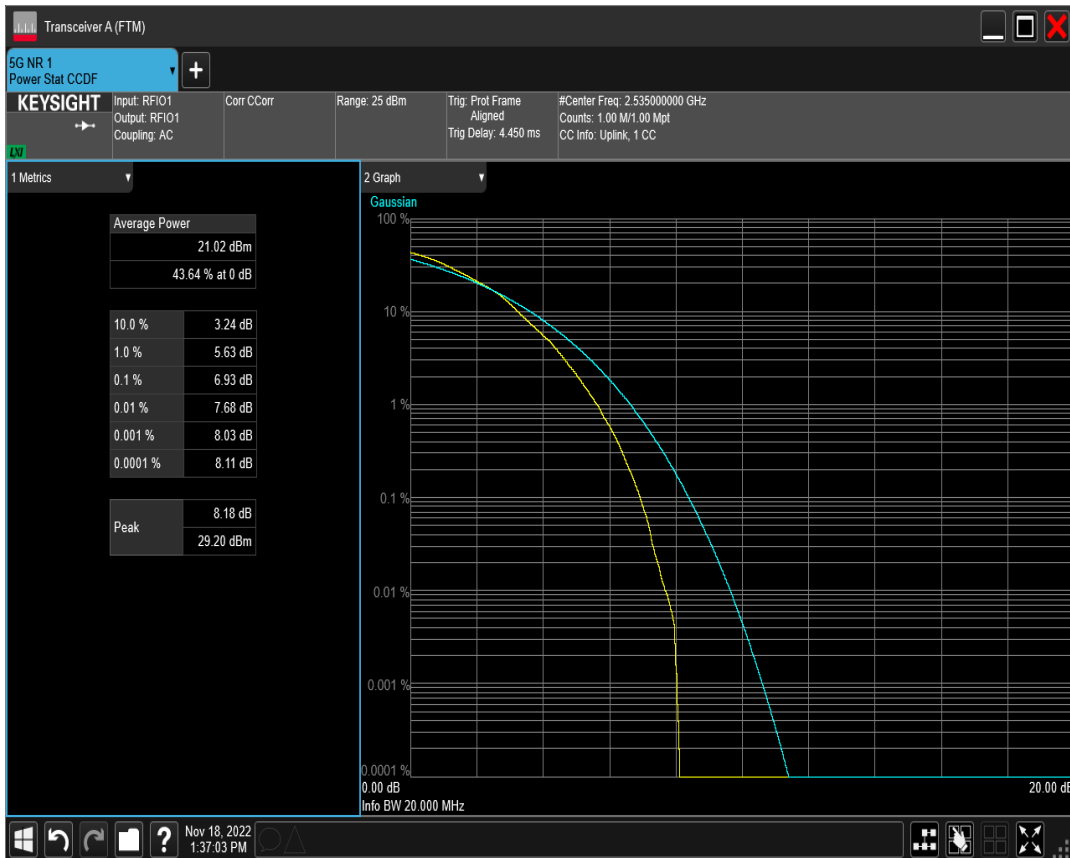 Transceiver A (FTM)
5G NR 1
Power Stat CCDF
+
KEYSIGHT
LXI
Input: RFIO1
Output: RFIO1
Coupling: AC
Corr CCorr
Range: 25 dBm
Trig: Prot Frame
Aligned
Trig Delay: 4.450 ms
#Center Freq: 2.535000000 GHz
Counts: 1.00 M/1.00 Mpt
CC Info: Uplink, 1 CC
1 Metrics
Average Power
21.02 dBm
43.64 % at 0 dB
10.0 % 3.24 dB
1.0 % 5.63 dB
0.1 % 6.93 dB
0.01 % 7.68 dB
0.001 % 8.03 dB
0.0001 % 8.11 dB
Peak
8.18 dB
29.20 dBm
2 Graph
Gaussian
100 %
10 %
1 %
0.1 %
0.01 %
0.001 %
0.0001 %
0.00 dB 20.00 dB
Info BW 20.000 MHz
?
Nov 18, 2022
1:37:03 PM